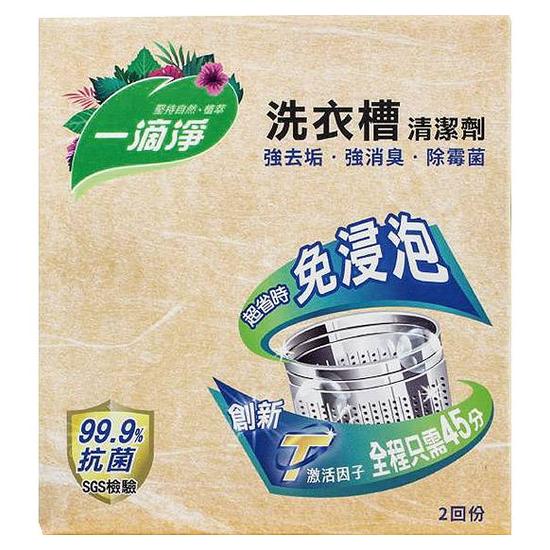 堅持自然、植萃
一滴淨
洗衣槽 清潔劑
強去垢・強消臭・除霉菌
超省時 免浸泡
創新
T
激活因子 全程只需45分
99.9%
抗菌
SGS檢驗
2回份